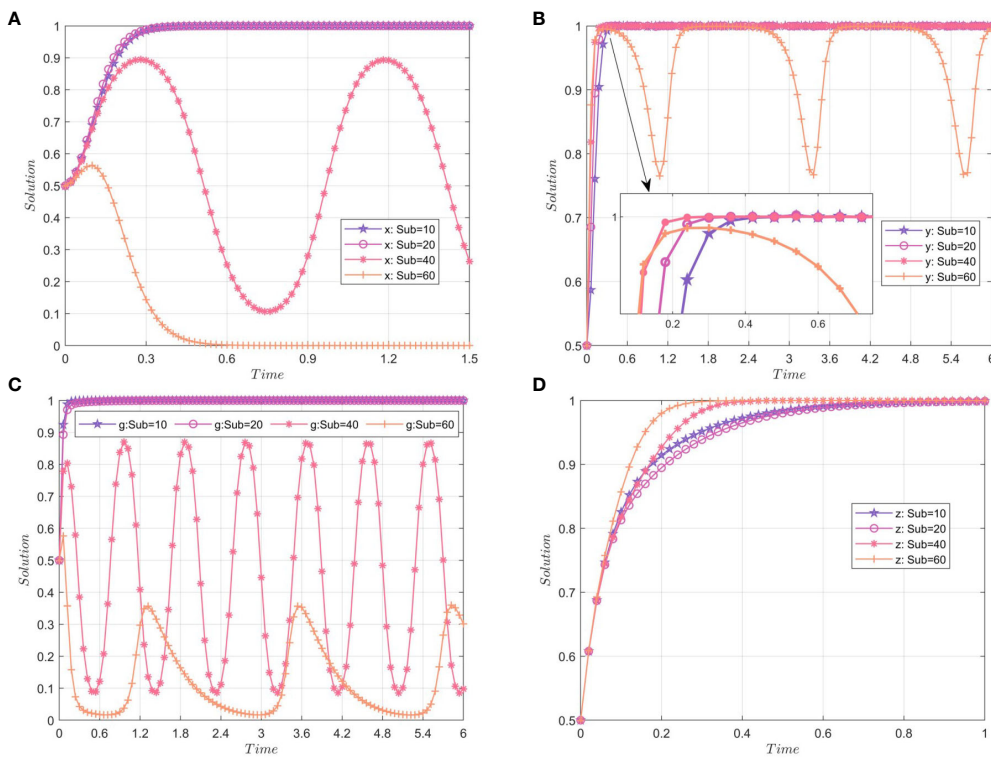 A
1
0.9
0.8
0.7
0.6
0.5
0.4
0.3
0.2
0.1
0
Solution
x: Sub=10
x: Sub=20
x: Sub=40
x: Sub=60
0 0.3 0.6 0.9 1.2 1.5
Time
B
1
0.9
0.8
0.7
0.6
0.5
Solution
1
0.2 0.4 0.6
y: Sub=10
y: Sub=20
y: Sub=40
y: Sub=60
0 0.6 1.2 1.8 2.4 3 3.6 4.2 4.8 5.4 6
Time
C
1
0.9
0.8
0.7
0.6
0.5
0.4
0.3
0.2
0.1
0
Solution
g:Sub=10 g:Sub=20 g:Sub=40 g:Sub=60
0 0.6 1.2 1.8 2.4 3 3.6 4.2 4.8 5.4 6
Time
D
1
0.9
0.8
0.7
0.6
0.5
Solution
z: Sub=10
z: Sub=20
z: Sub=40
z: Sub=60
0 0.2 0.4 0.6 0.8 1
Time